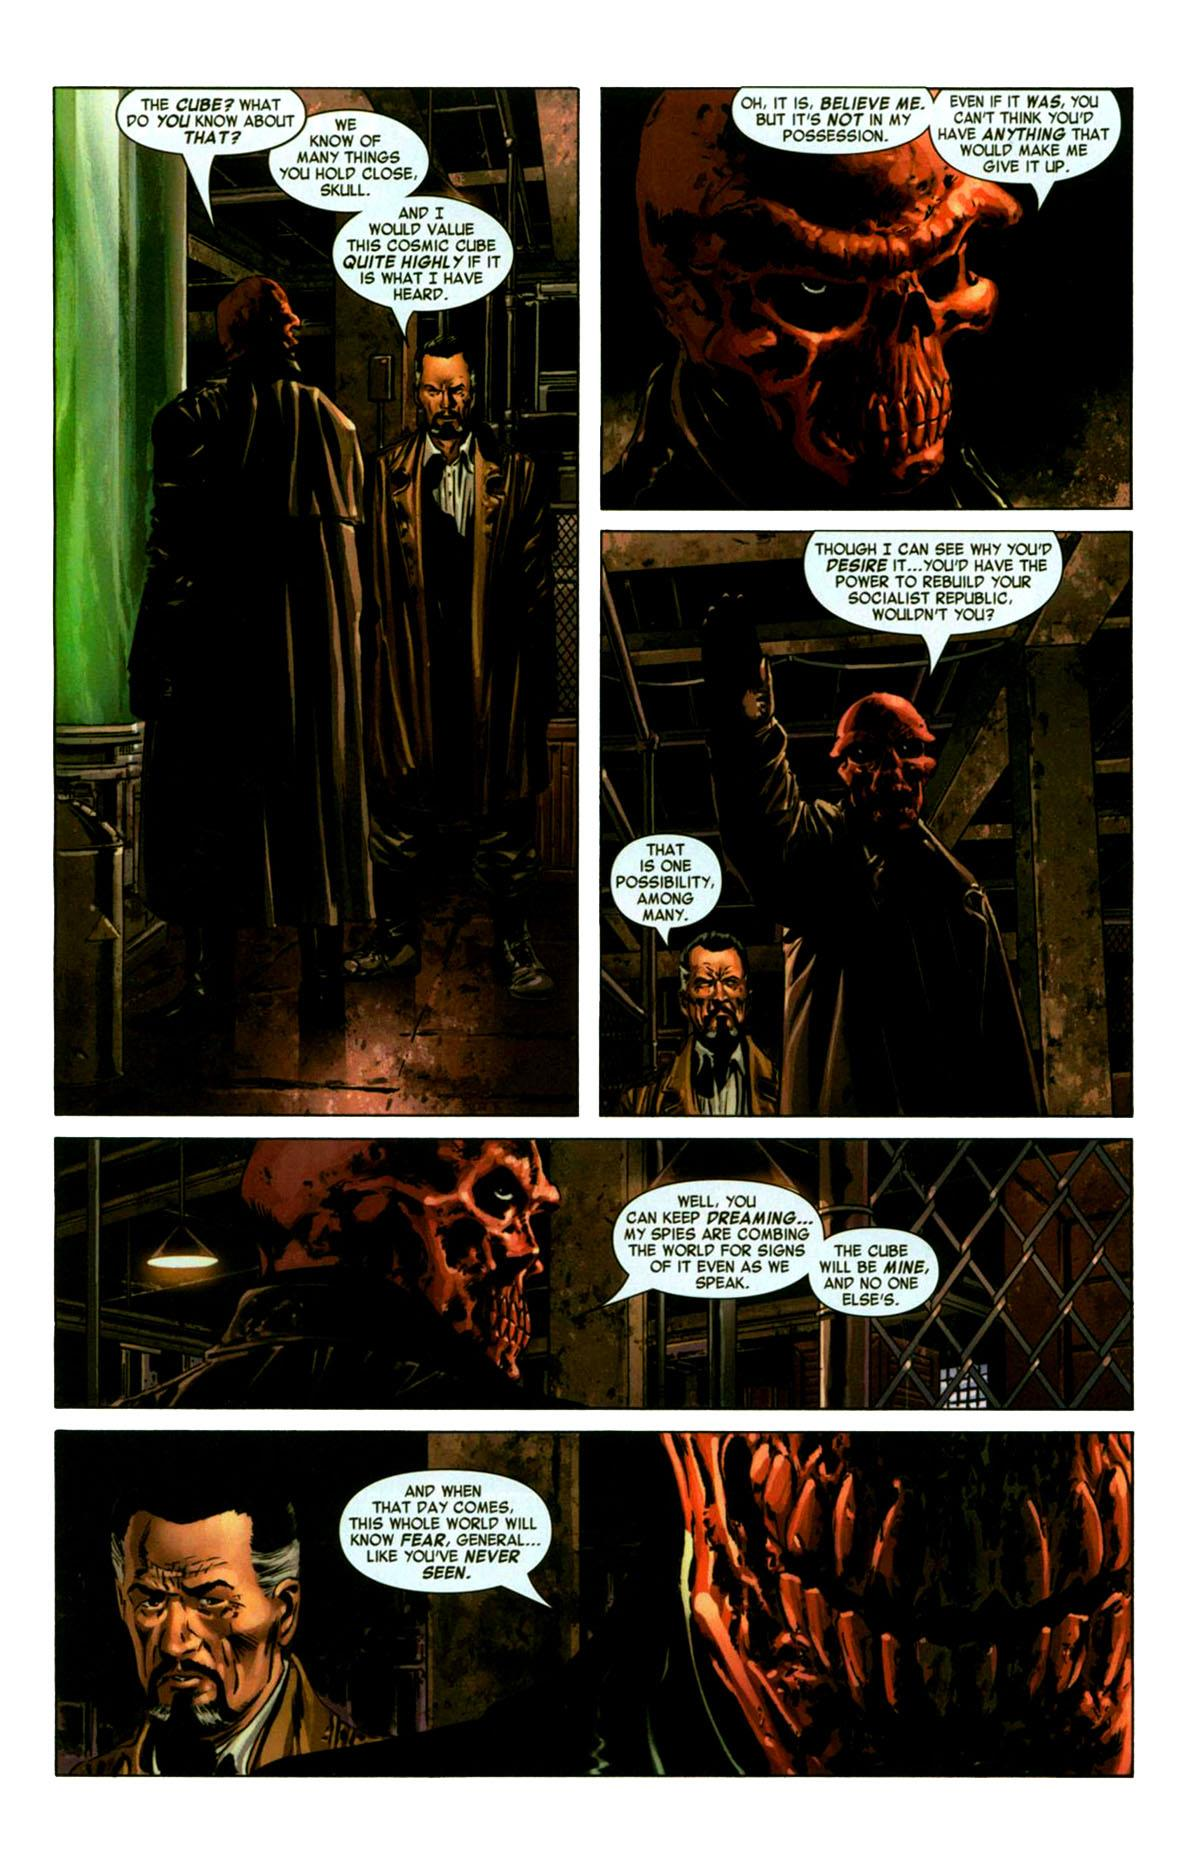 THE CUBE? WHAT
DO YOU KNOW ABOUT
THAT?
WE
KNOW OF
MANY THINGS
YOU HOLD CLOSE,
SKULL.
AND I
WOULD VALUE
THIS COSMIC CUBE
QUITE HIGHLY IF IT
IS WHAT I HAVE
HEARD.
OH, IT IS, BELIEVE ME.
BUT IT'S NOT IN MY
POSSESSION.
EVEN IF IT WAS, YOU
CAN'T THINK YOU'D
HAVE ANYTHING THAT
WOULD MAKE ME
GIVE IT UP.
THOUGH I CAN SEE WHY YOU'D
DESIRE IT...YOU'D HAVE THE
POWER TO REBUILD YOUR
SOCIALIST REPUBLIC,
WOULDN'T YOU?
THAT
IS ONE
POSSIBILITY,
AMONG
MANY.
WELL, YOU
CAN KEEP DREAMING...
MY SPIES ARE COMBING
THE WORLD FOR SIGNS
OF IT EVEN AS WE
SPEAK.
THE CUBE
WILL BE MINE,
AND NO ONE
ELSE'S.
AND WHEN
THAT DAY COMES,
THIS WHOLE WORLD WILL
KNOW FEAR, GENERAL...
LIKE YOU'VE NEVER
SEEN.